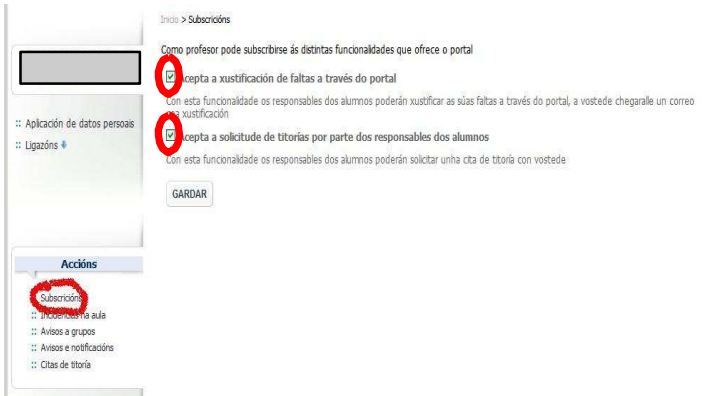 Inicio > Subscricións
Como profesor pode subscribirse ás distintas funcionalidades que ofrece o portal
Acepta a xustificación de faltas a través do portal
Con esta funcionalidade os responsables dos alumnos poderán xustificar as súas faltas a través do portal, a vostede chegaralle un correo
xustificación
Acepta a solicitude de titorías por parte dos responsables dos alumnos
Con esta funcionalidade os responsables dos alumnos poderán solicitar unha cita de titoría con vostede
GARDAR
:: Aplicación de datos persoais
:: Ligazóns
Accións
Subscricións
:: Incidencias na aula
:: Avisos a grupos
:: Avisos e notificacións
:: Citas de titoría